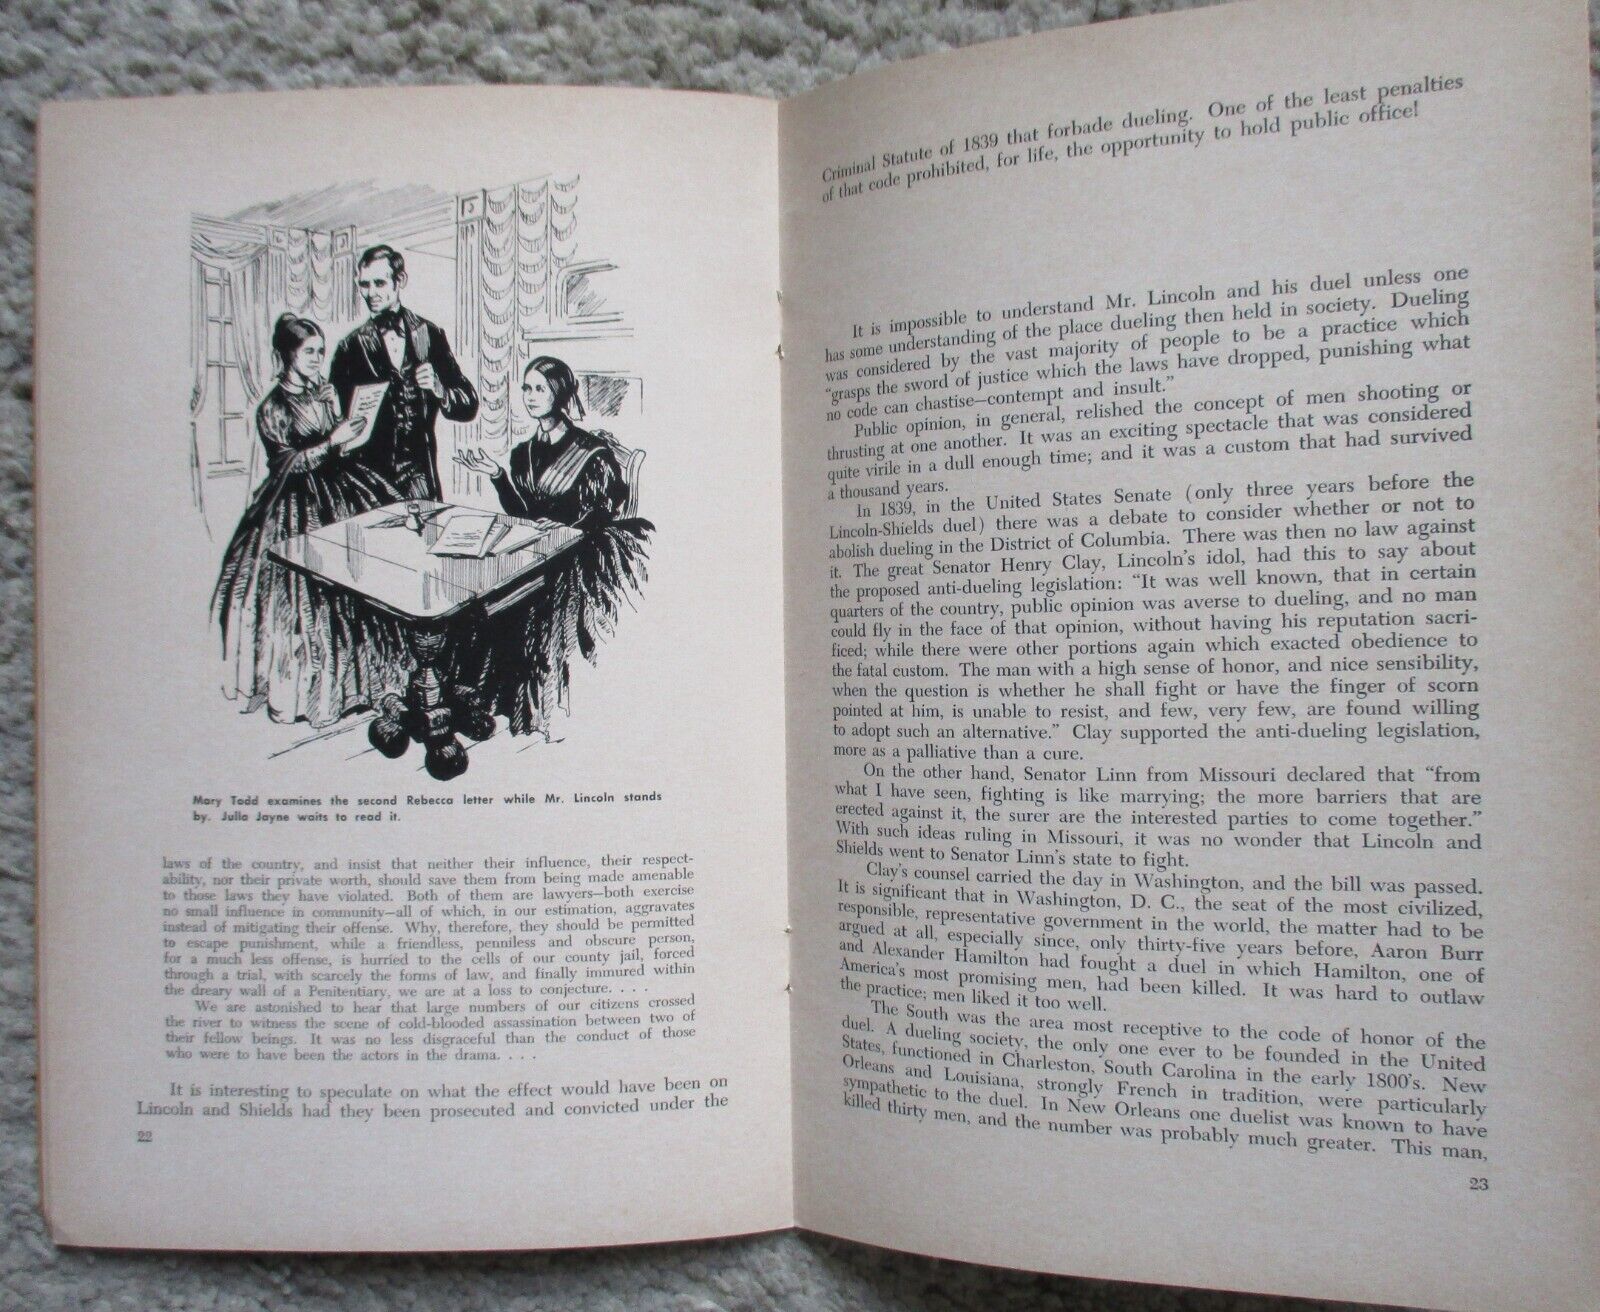 Mary Todd examines the second Rebecca letter while Mr. Lincoln stands
by. Julia Jayne waits to read it.
laws of the country, and insist that neither their influence, their respect-
ability, nor their private worth, should save them from being made amenable
to those laws they have violated. Both of them are lawyers—both exercise
no small influence in community—all of which, in our estimation, aggravates
instead of mitigating their offense. Why, therefore, they should be permitted
to escape punishment, while a friendless, penniless and obscure person,
for a much less offense, is hurried to the cells of our county jail, forced
through a trial, with scarcely the forms of law, and finally immured within
the dreary wall of a Penitentiary, we are at a loss to conjecture. . . .
We are astonished to hear that large numbers of our citizens crossed
the river to witness the scene of cold-blooded assassination between two of
their fellow beings. It was no less disgraceful than the conduct of those
who were to have been the actors in the drama. . . .
It is interesting to speculate on what the effect would have been on
Lincoln and Shields had they been prosecuted and convicted under the
22
Criminal Statute of 1839 that forbade dueling. One of the least penalties
of that code prohibited, for life, the opportunity to hold public office!
It is impossible to understand Mr. Lincoln and his duel unless one
has some understanding of the place dueling then held in society. Dueling
was considered by the vast majority of people to be a practice which
"grasps the sword of justice which the laws have dropped, punishing what
no code can chastise—contempt and insult."
Public opinion, in general, relished the concept of men shooting or
thrusting at one another. It was an exciting spectacle that was considered
quite virile in a dull enough time; and it was a custom that had survived
a thousand years.
In 1839, in the United States Senate (only three years before the
Lincoln-Shields duel) there was a debate to consider whether or not to
abolish dueling in the District of Columbia. There was then no law against
it. The great Senator Henry Clay, Lincoln's idol, had this to say about
the proposed anti-dueling legislation: "It was well known, that in certain
quarters of the country, public opinion was averse to dueling, and no man
could fly in the face of that opinion, without having his reputation sacri-
ficed; while there were other portions again which exacted obedience to
the fatal custom. The man with a high sense of honor, and nice sensibility,
when the question is whether he shall fight or have the finger of scorn
pointed at him, is unable to resist, and few, very few, are found willing
to adopt such an alternative." Clay supported the anti-dueling legislation,
more as a palliative than a cure.
On the other hand, Senator Linn from Missouri declared that "from
what I have seen, fighting is like marrying; the more barriers that are
erected against it, the surer are the interested parties to come together."
With such ideas ruling in Missouri, it was no wonder that Lincoln and
Shields went to Senator Linn's state to fight.
Clay's counsel carried the day in Washington, and the bill was passed.
It is significant that in Washington, D. C., the seat of the most civilized,
responsible, representative government in the world, the matter had to be
argued at all, especially since, only thirty-five years before, Aaron Burr
and Alexander Hamilton had fought a duel in which Hamilton, one of
America's most promising men, had been killed. It was hard to outlaw
the practice; men liked it too well.
The South was the area most receptive to the code of honor of the
duel. A dueling society, the only one ever to be founded in the United
States, functioned in Charleston, South Carolina in the early 1800's. New
Orleans and Louisiana, strongly French in tradition, were particularly
sympathetic to the duel. In New Orleans one duelist was known to have
killed thirty men, and the number was probably much greater. This man,
23